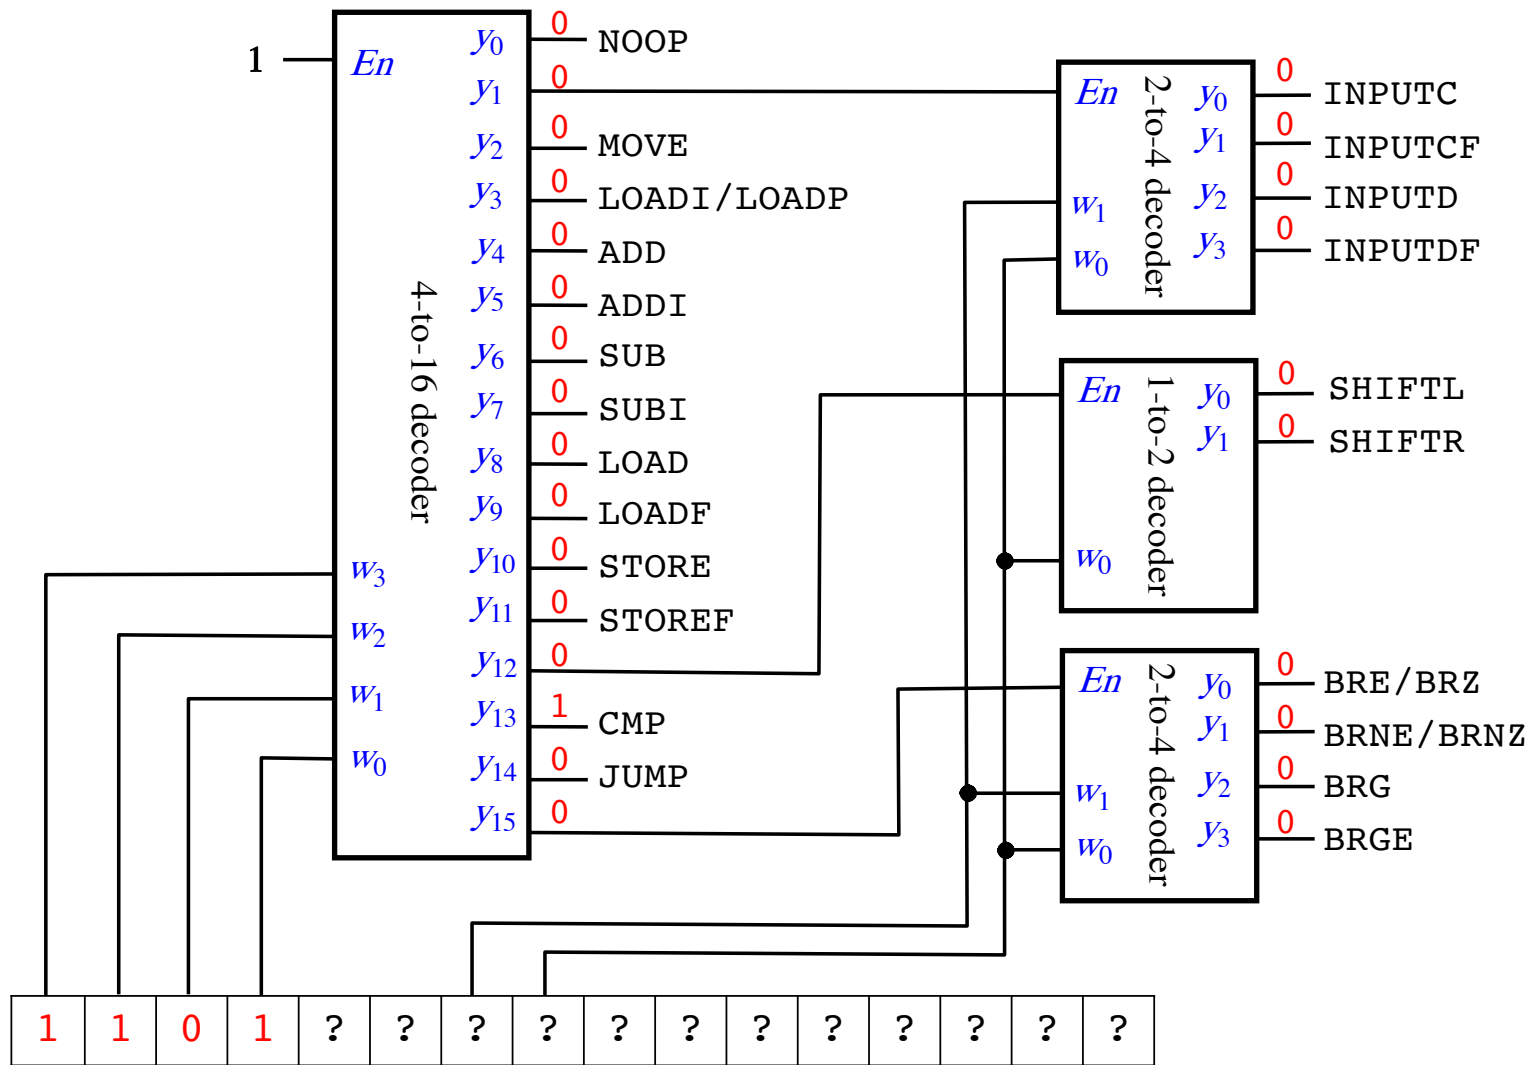 1
En
4-to-16 decoder
w3
w2
w1
w0
y0 0 NOOP
y1 0
y2 0 MOVE
y3 0 LOADI/LOADP
y4 0 ADD
y5 0 ADDI
y6 0 SUB
y7 0 SUBI
y8 0 LOAD
y9 0 LOADF
y10 0 STORE
y11 0 STOREF
y12 0
y13 1 CMP
y14 0 JUMP
y15 0
En
w1
w0
2-to-4 decoder
y0 0 INPUTC
y1 0 INPUTCF
y2 0 INPUTD
y3 0 INPUTDF
En
w0
1-to-2 decoder
y0 0 SHIFTL
y1 0 SHIFTR
En
w1
w0
2-to-4 decoder
y0 0 BRE/BRZ
y1 0 BRNE/BRNZ
y2 0 BRG
y3 0 BRGE
1 1 0 1 ? ? ? ? ? ? ? ? ? ? ? ?